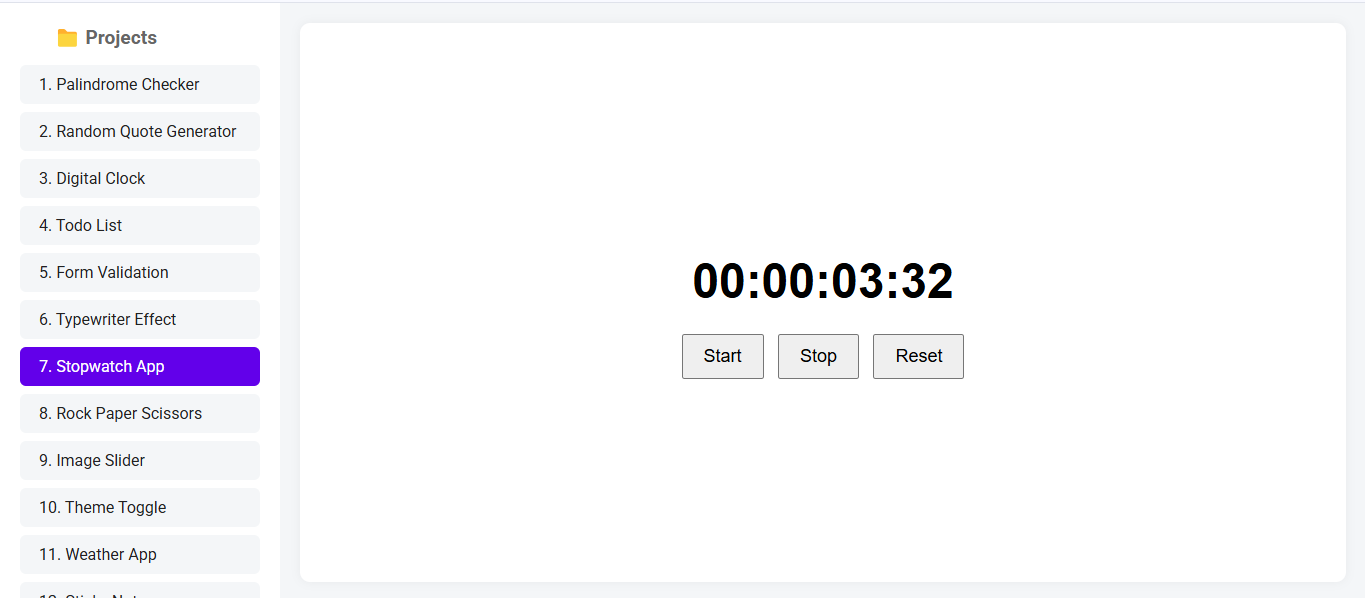 Projects
1. Palindrome Checker
2. Random Quote Generator
3. Digital Clock
4. Todo List
5. Form Validation
6. Typewriter Effect
7. Stopwatch App
8. Rock Paper Scissors
9. Image Slider
10. Theme Toggle
11. Weather App
00:00:03:32
Start Stop Reset